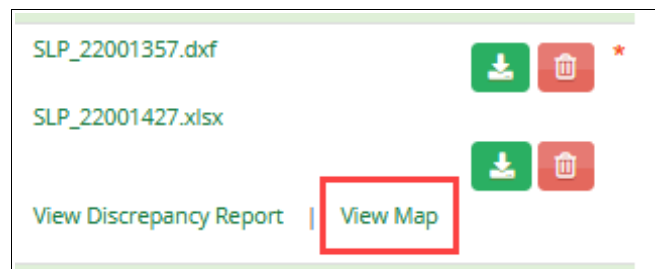 SLP_22001357.dxf *
SLP_22001427.xlsx
View Discrepancy Report | View Map